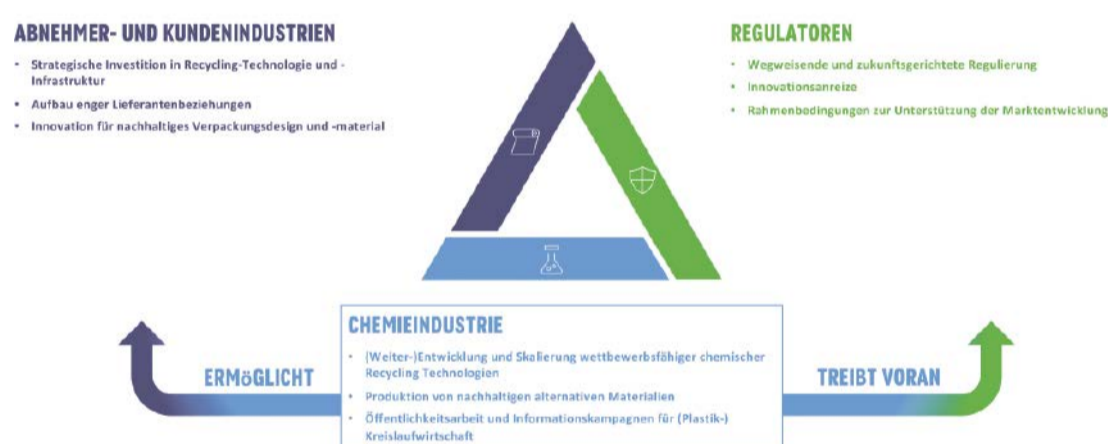 ABNEHMER- UND KUNDENINDUSTRIEN
• Strategische Investition in Recycling-Technologie und -
Infrastruktur
• Aufbau enger Lieferantenbeziehungen
• Innovation für nachhaltiges Verpackungsdesign und -material
REGULATOREN
• Wegweisende und zukunftsgerichtete Regulierung
• Innovationsanreize
• Rahmenbedingungen zur Unterstützung der Marktentwicklung
ERMöGLICHT
CHEMIEINDUSTRIE
• (Weiter-)Entwicklung und Skalierung wettbewerbsfähiger chemischer
Recycling Technologien
• Produktion von nachhaltigen alternativen Materialien
• Öffentlichkeitsarbeit und Informationskampagnen für (Plastik-)
Kreislaufwirtschaft
TREIBT VORAN